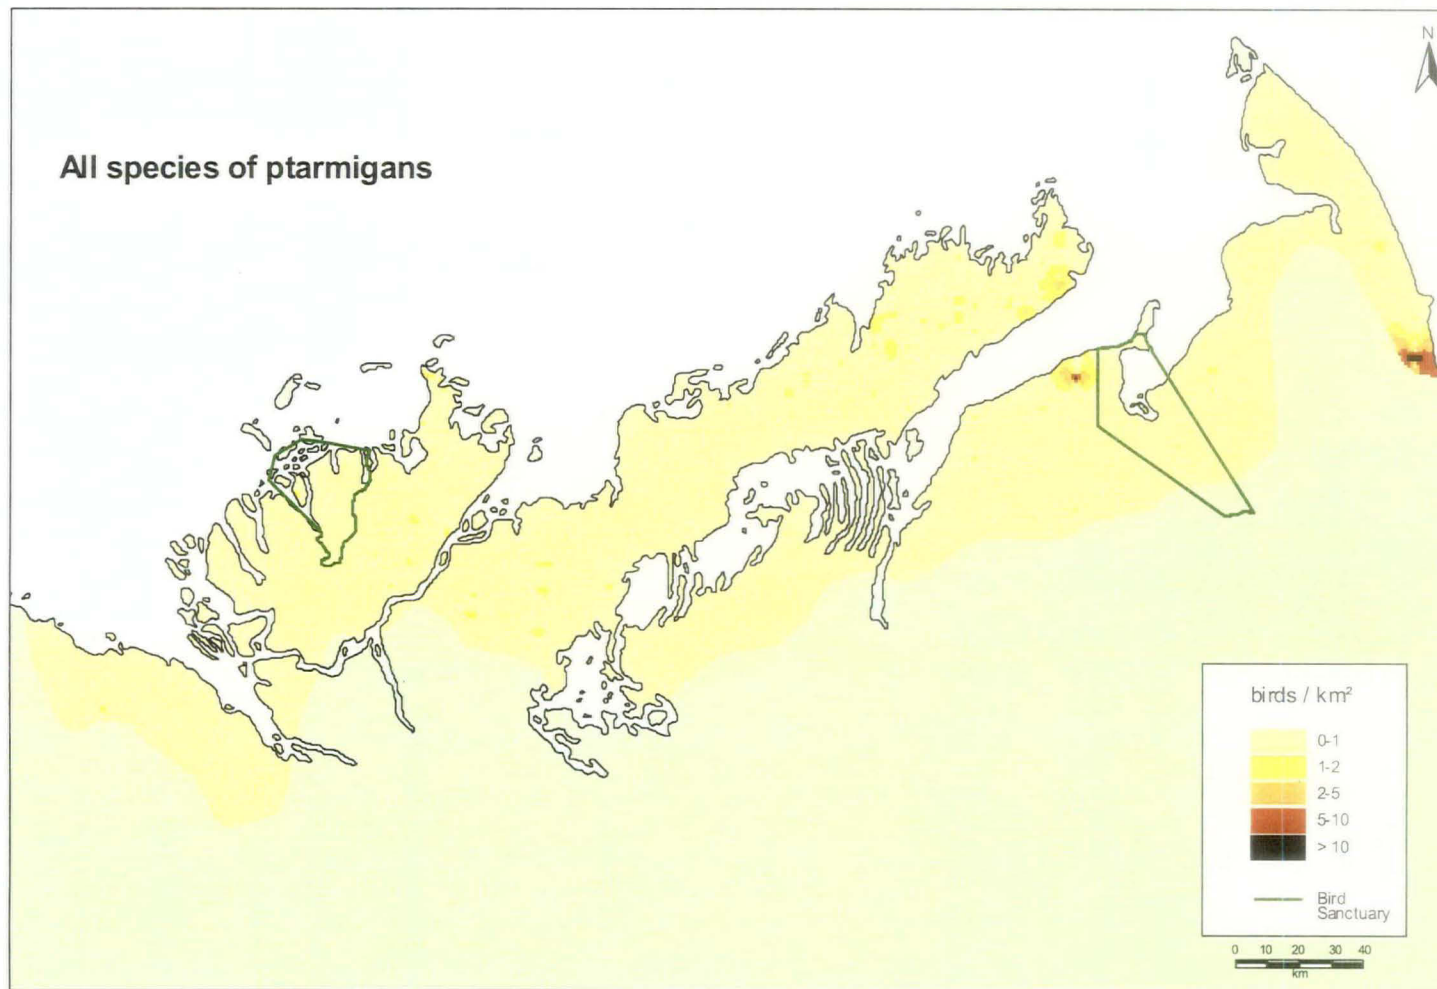 N
All species of ptarmigans
birds / km²
0-1
1-2
2-5
5-10
> 10
Bird
Sanctuary
0 10 20 30 40
km